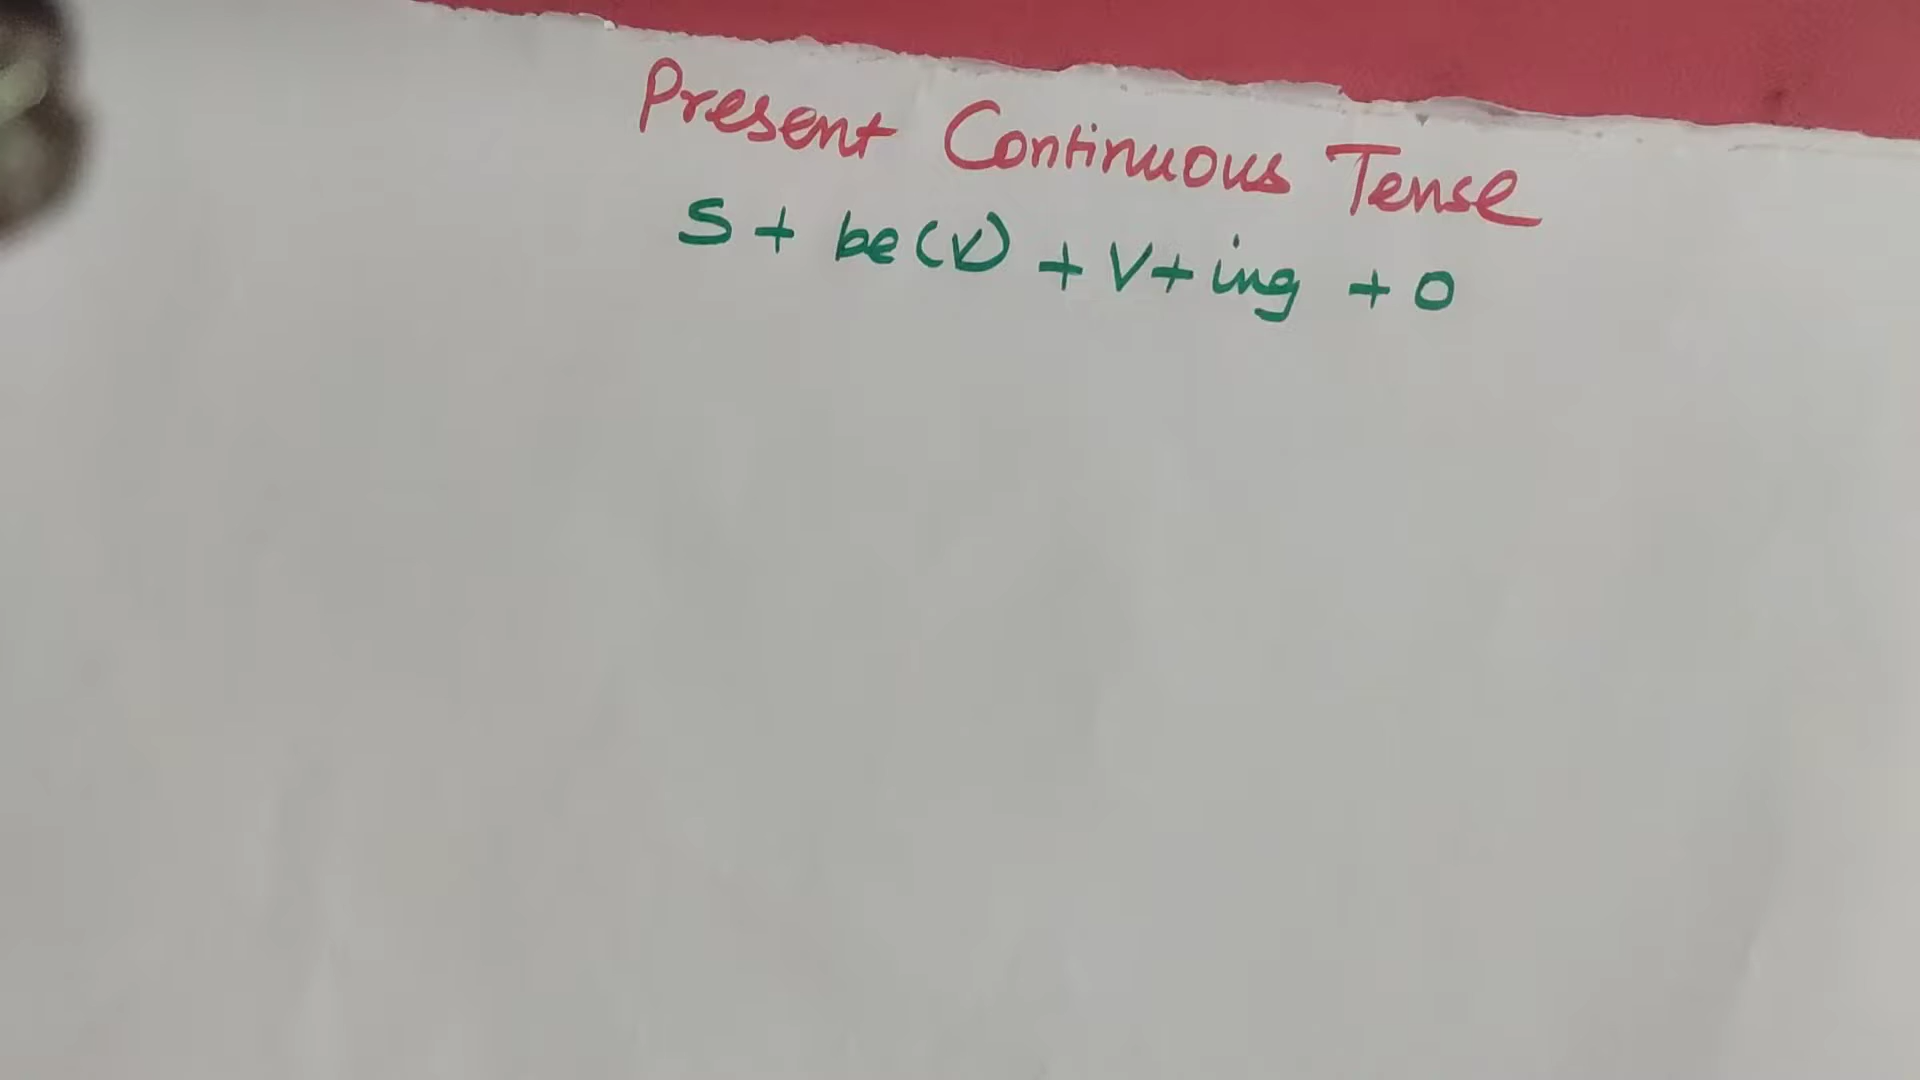 Present Continuous Tense
S + be (V) + V + ing + O